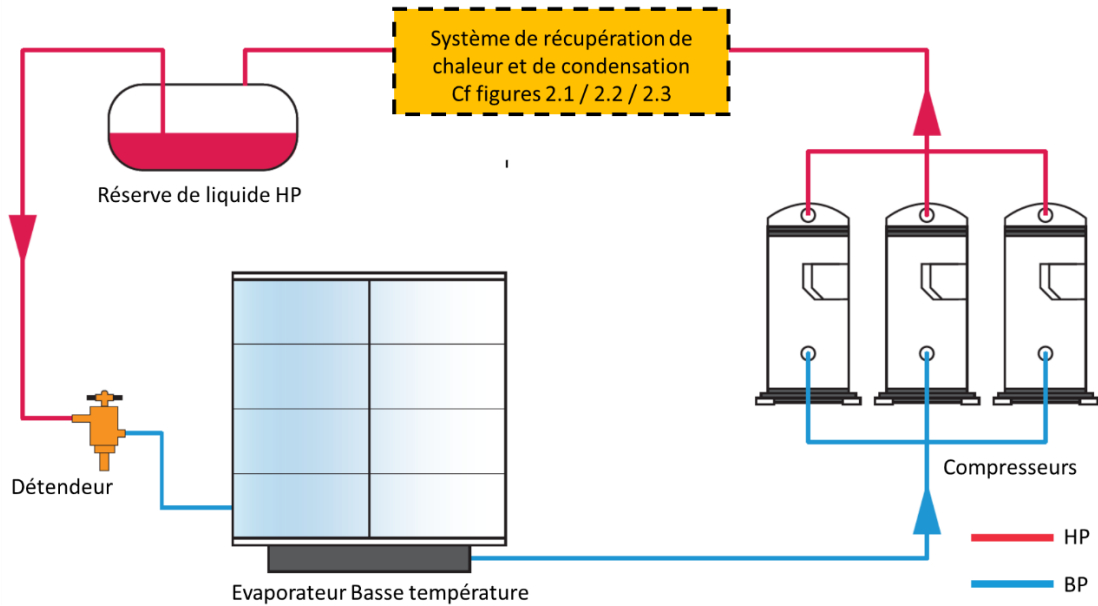 Système de récupération de
chaleur et de condensation
Cf figures 2.1 / 2.2 / 2.3
Réserve de liquide HP
Détendeur
Compresseurs
HP
BP
Evaporateur Basse température